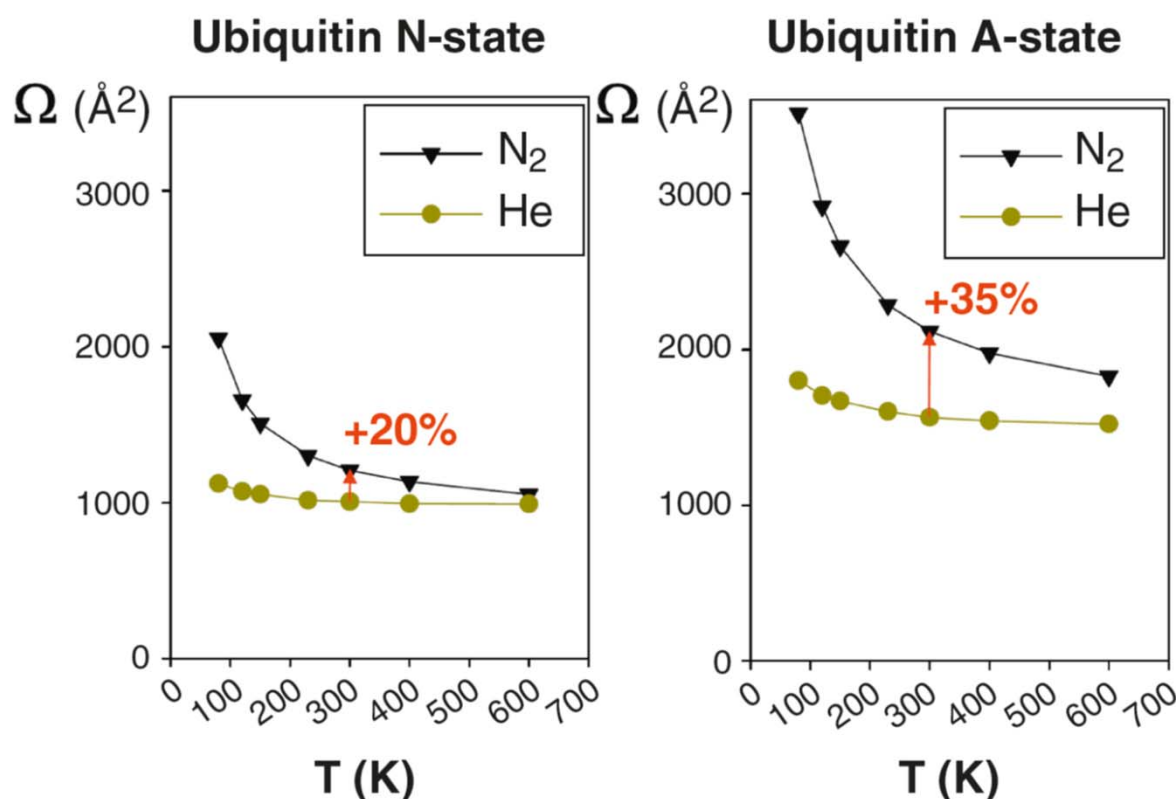 Ubiquitin N-state
Ω (Å2)
N2
He
3000
2000
1000
0
+20%
0 100 200 300 400 500 600 700
T (K)
Ubiquitin A-state
Ω (Å2)
N2
He
3000
2000
1000
0
+35%
0 100 200 300 400 500 600 700
T (K)